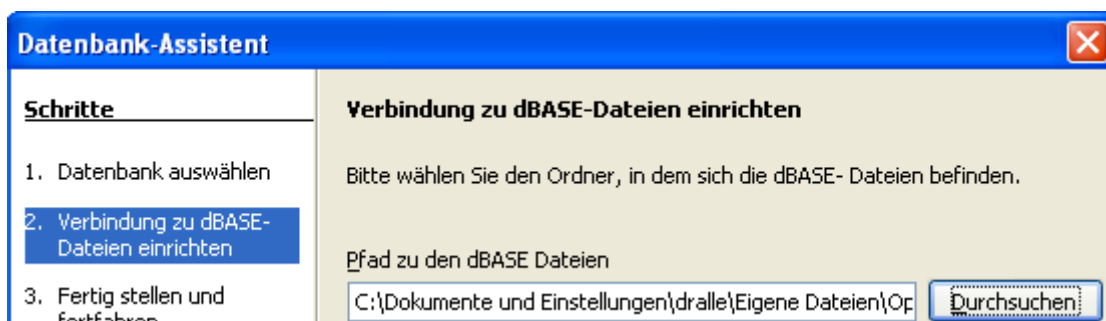 Datenbank-Assistent
Schritte
1. Datenbank auswählen
2. Verbindung zu dBASE-
Dateien einrichten
3. Fertig stellen und
fortfahren
Verbindung zu dBASE-Dateien einrichten
Bitte wählen Sie den Ordner, in dem sich die dBASE- Dateien befinden.
Pfad zu den dBASE Dateien
C:\Dokumente und Einstellungen\dralle\Eigene Dateien\Op
Durchsuchen